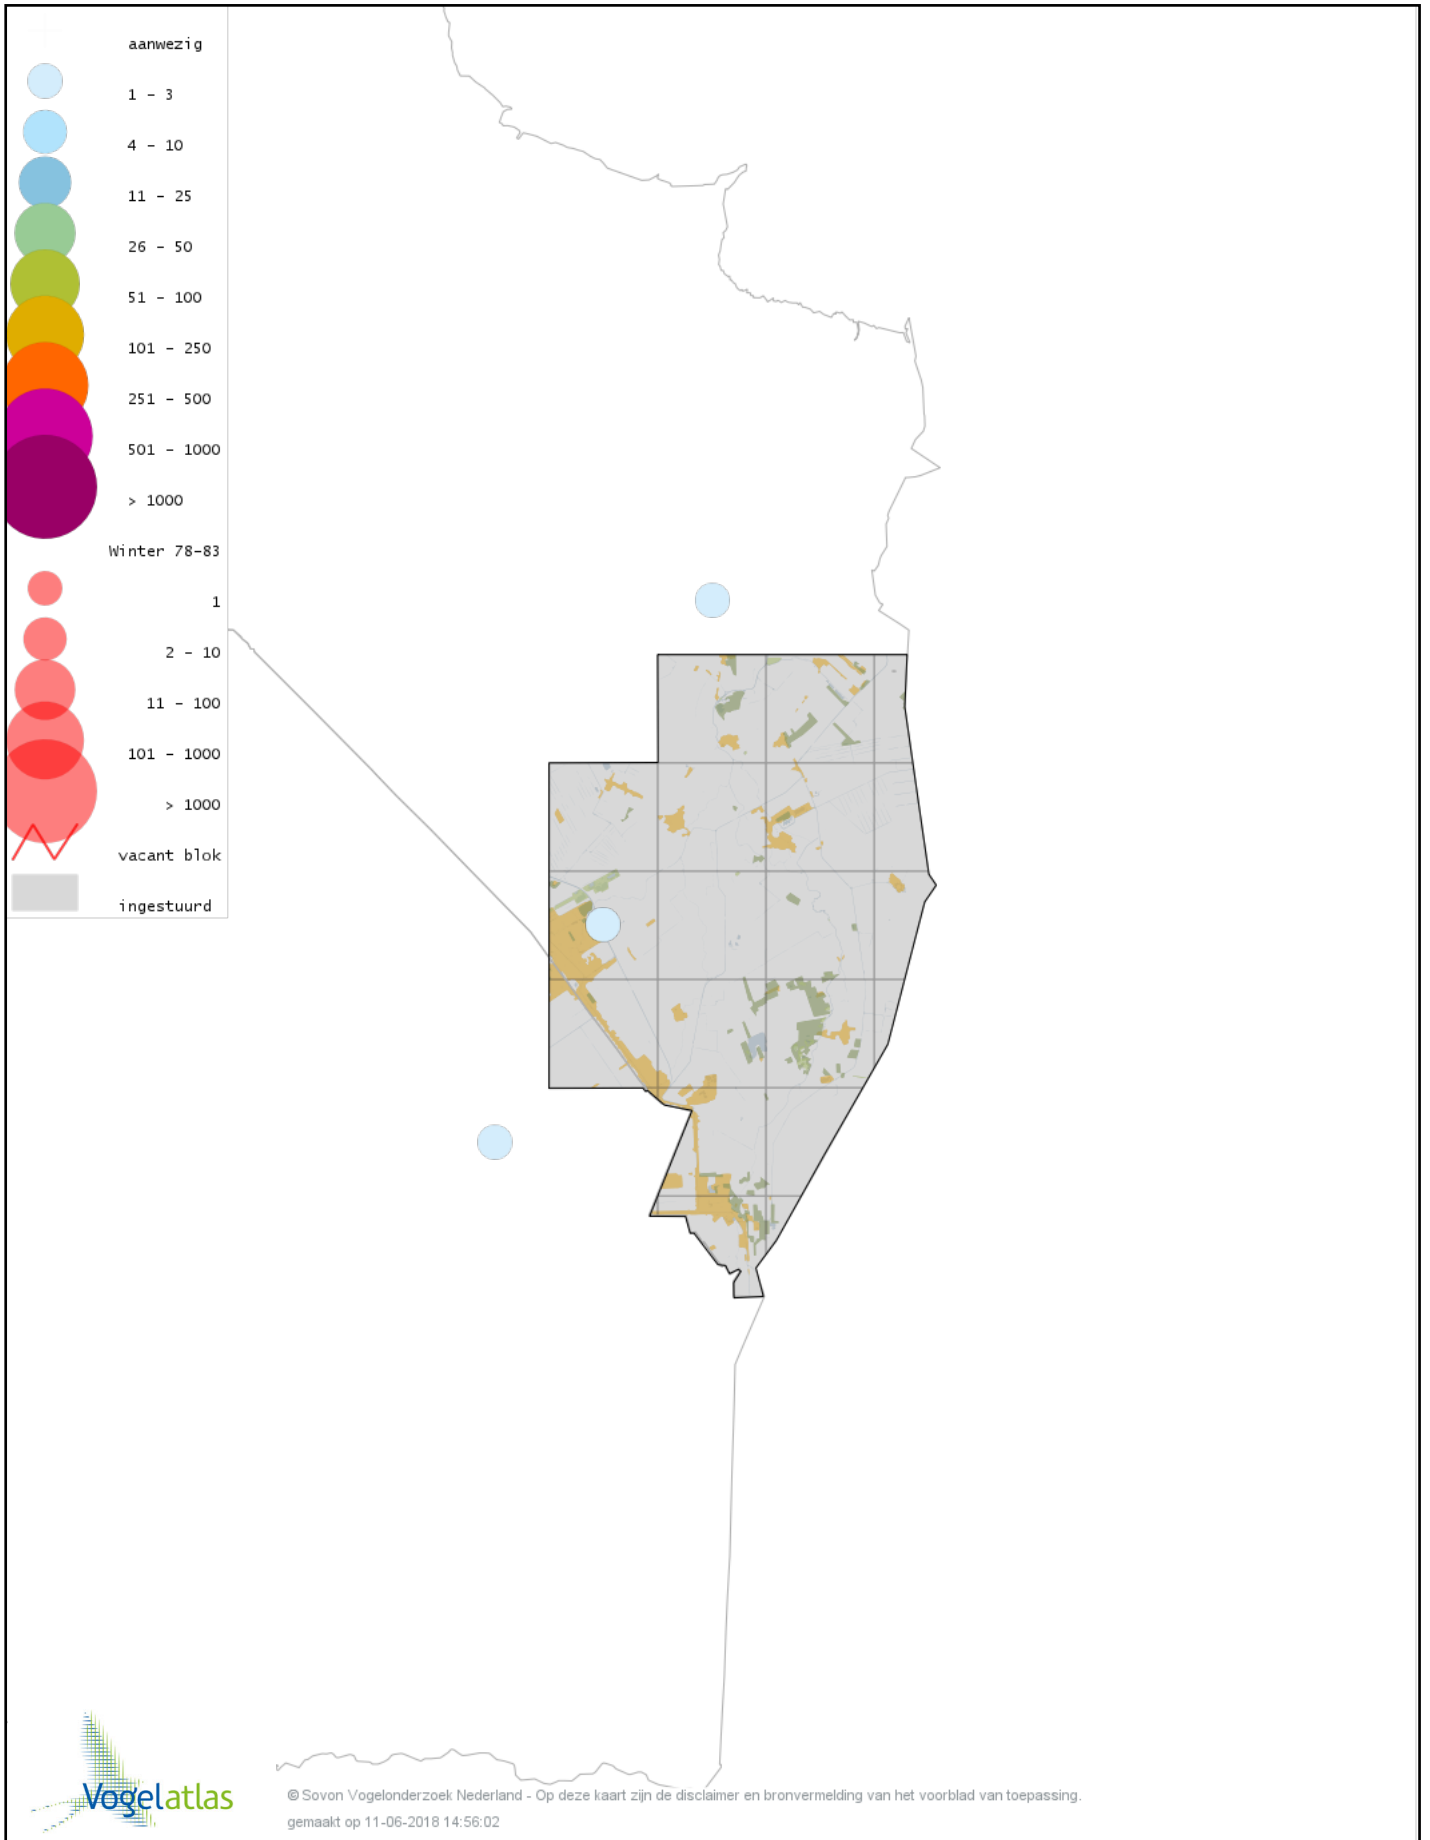 aanwezig
1 - 3
4 - 10
11 - 25
26 - 50
51 - 100
101 - 250
251 - 500
501 - 1000
> 1000
Winter 78-83
1
2 - 10
11 - 100
101 - 1000
> 1000
vacant blok
ingestuurd
Vogelatlas
© Sovon Vogelonderzoek Nederland - Op deze kaart zijn de disclaimer en bronvermelding van het voorblad van toepassing.
gemaakt op 11-06-2018 14:56:02